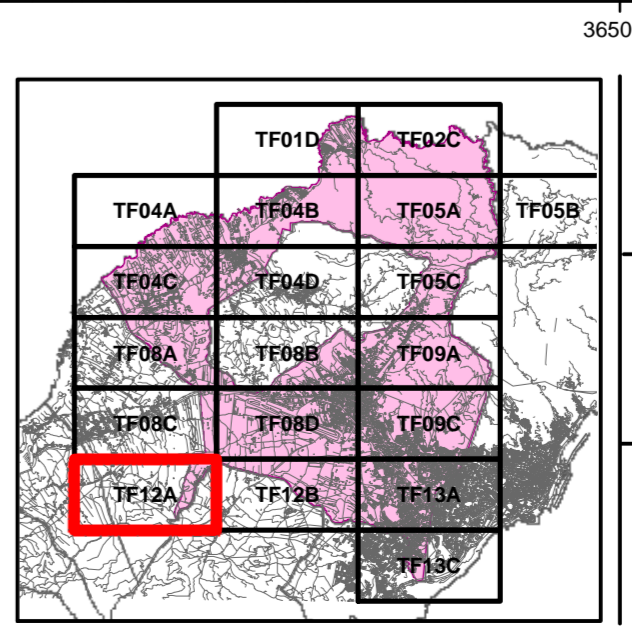 3650
TF01D TF02C
TF04A TF04B TF05A TF05B
TF04C TF04D TF05C
TF08A TF08B TF09A
TF08C TF08D TF09C
TF12A TF12B TF13A
TF13C